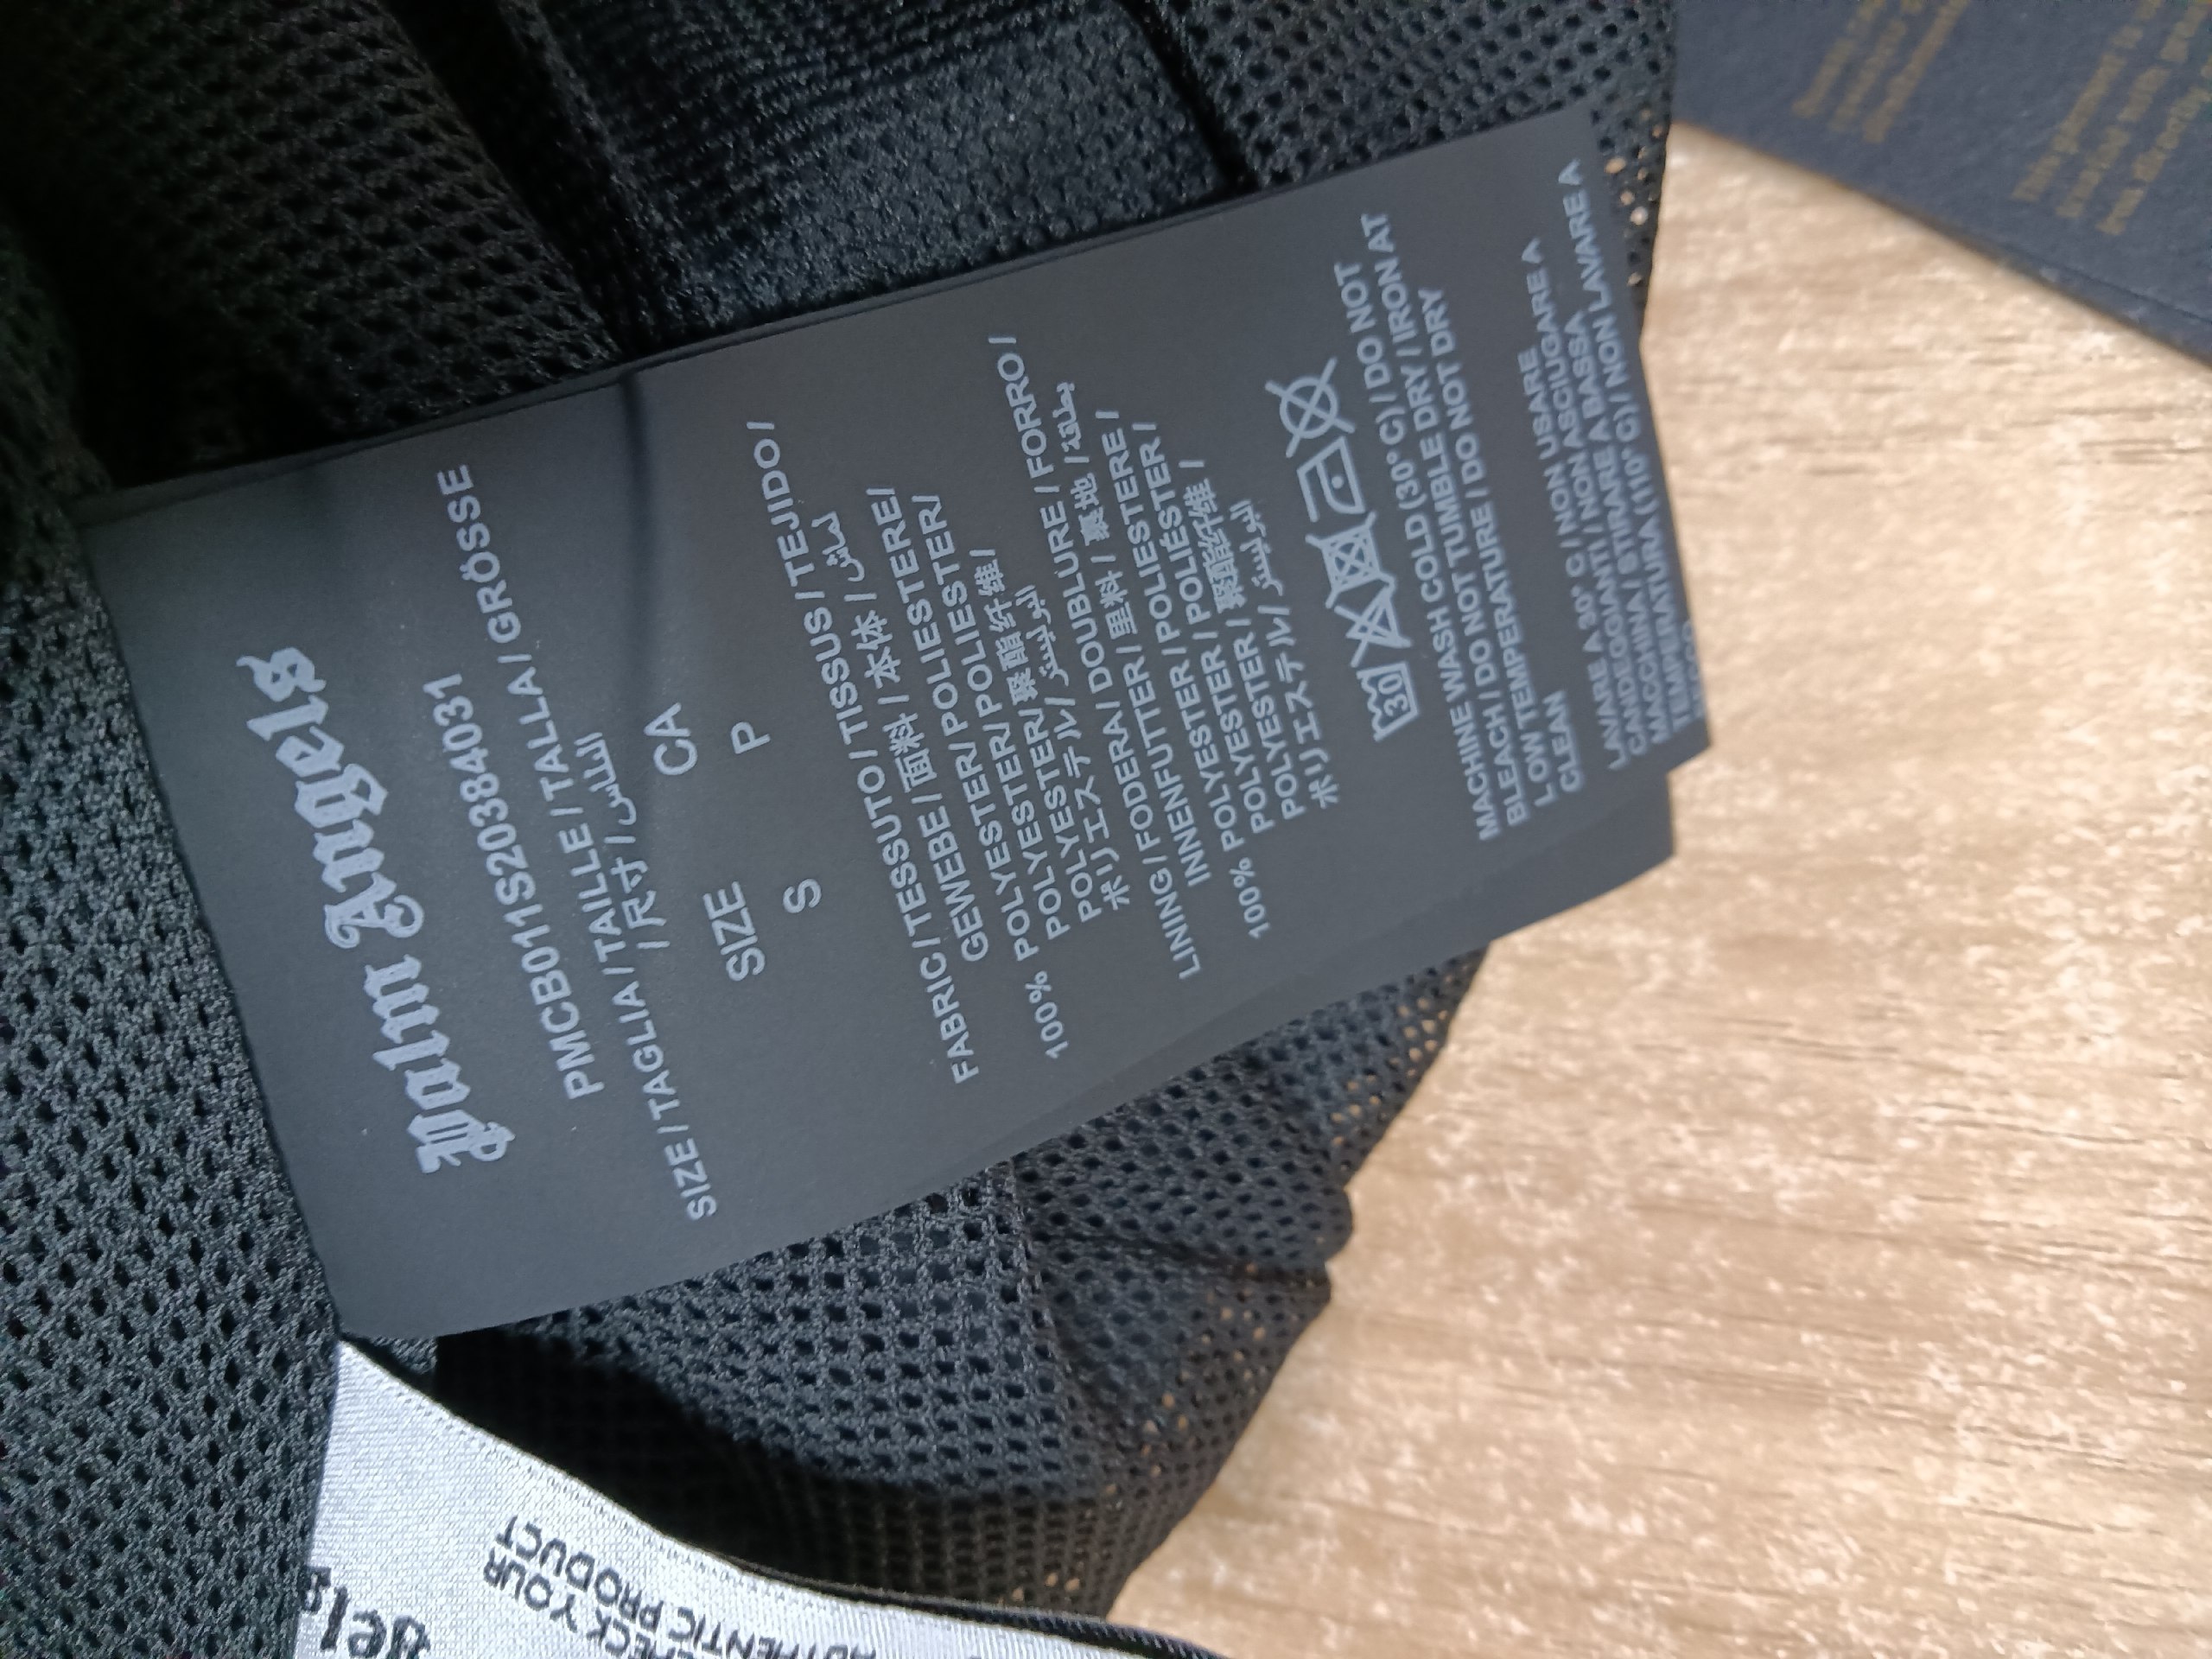 Palm Angels
PMCB011S20384031
SIZE / TAGLIA / TAILLE / TALLA / GRÖSSE
/ 尺寸 / المقاس
SIZE CA
S P
FABRIC / TESSUTO / TISSUS / TEJIDO /
GEWEBE / 面料 / 本体 / قماش
100% POLYESTER/ POLIESTERE/
POLYESTER/ POLIESTER/
POLYESTER/ 聚酯纤维/
ポリエステル/ البوليستر
LINING / FODERA / DOUBLURE / FORRO /
INNENFUTTER / 里料 / 裏地 / بطانة
100% POLYESTER / POLIESTERE /
POLYESTER / POLIÉSTER /
POLYESTER / 聚酯纤维 /
ポリエステル/ البوليستر
30
MACHINE WASH COLD (30° C) / DO NOT
BLEACH / DO NOT TUMBLE DRY / IRON AT
LOW TEMPERATURE / DO NOT DRY
CLEAN
LAVARE A 30° C / NON USARE
CANDEGGIANTI / NON ASCIUGARE A
MACCHINA / STIRARE A BASSA
TEMPERATURA (110° C) / NON LAVARE A
CHECK YOUR
AUTHENTIC PRODUCT